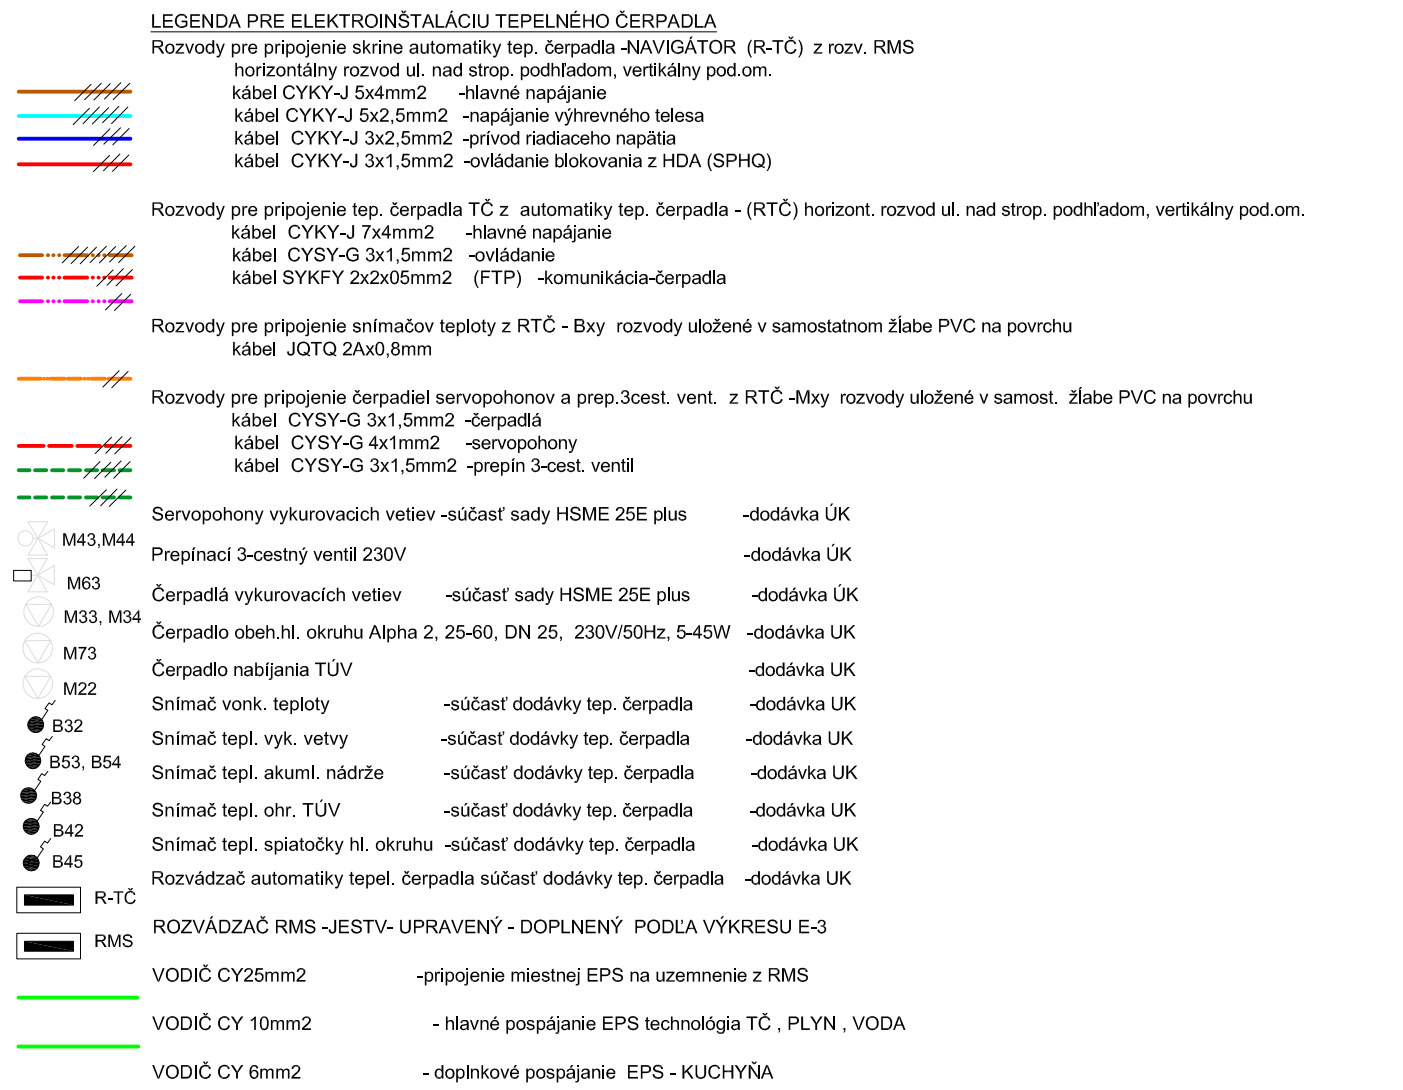 LEGENDA PRE ELEKTROINŠTALÁCIU TEPELNÉHO ČERPADLA
Rozvody pre pripojenie skrine automatiky tep. čerpadla -NAVIGÁTOR (R-TČ) z rozv. RMS
horizontálny rozvod ul. nad strop. podhľadom, vertikálny pod.om.
kábel CYKY-J 5x4mm2 -hlavné napájanie
kábel CYKY-J 5x2,5mm2 -napájanie výhrevného telesa
kábel CYKY-J 3x2,5mm2 -prívod riadiaceho napätia
kábel CYKY-J 3x1,5mm2 -ovládanie blokovania z HDA (SPHQ)
Rozvody pre pripojenie tep. čerpadla TČ z automatiky tep. čerpadla - (RTČ) horizont. rozvod ul. nad strop. podhľadom, vertikálny pod.om.
kábel CYKY-J 7x4mm2 -hlavné napájanie
kábel CYSY-G 3x1,5mm2 -ovládanie
kábel SYKFY 2x2x05mm2 (FTP) -komunikácia-čerpadla
Rozvody pre pripojenie snímačov teploty z RTČ - Bxy rozvody uložené v samostatnom žĺabe PVC na povrchu
kábel JQTQ 2Ax0,8mm
Rozvody pre pripojenie čerpadiel servopohonov a prep.3cest. vent. z RTČ -Mxy rozvody uložené v samost. žĺabe PVC na povrchu
kábel CYSY-G 3x1,5mm2 -čerpadlá
kábel CYSY-G 4x1mm2 -servopohony
kábel CYSY-G 3x1,5mm2 -prepín 3-cest. ventil
Servopohony vykurovacich vetiev -súčasť sady HSME 25E plus -dodávka ÚK
M43,M44
Prepínací 3-cestný ventil 230V -dodávka ÚK
M63
Čerpadlá vykurovacích vetiev -súčasť sady HSME 25E plus -dodávka ÚK
M33, M34
Čerpadlo obeh.hl. okruhu Alpha 2, 25-60, DN 25, 230V/50Hz, 5-45W -dodávka UK
M73
Čerpadlo nabíjania TÚV -dodávka UK
M22
Snímač vonk. teploty -súčasť dodávky tep. čerpadla -dodávka UK
B32
Snímač tepl. vyk. vetvy -súčasť dodávky tep. čerpadla -dodávka UK
B53, B54
Snímač tepl. akuml. nádrže -súčasť dodávky tep. čerpadla -dodávka UK
B38
Snímač tepl. ohr. TÚV -súčasť dodávky tep. čerpadla -dodávka UK
B42
Snímač tepl. spiatočky hl. okruhu -súčasť dodávky tep. čerpadla -dodávka UK
B45
Rozvádzač automatiky tepel. čerpadla súčasť dodávky tep. čerpadla -dodávka UK
R-TČ
ROZVÁDZAČ RMS -JESTV- UPRAVENÝ - DOPLNENÝ PODĽA VÝKRESU E-3
RMS
VODIČ CY25mm2 -pripojenie miestnej EPS na uzemnenie z RMS
VODIČ CY 10mm2 - hlavné pospájanie EPS technológia TČ , PLYN , VODA
VODIČ CY 6mm2 - doplnkové pospájanie EPS - KUCHYŇA